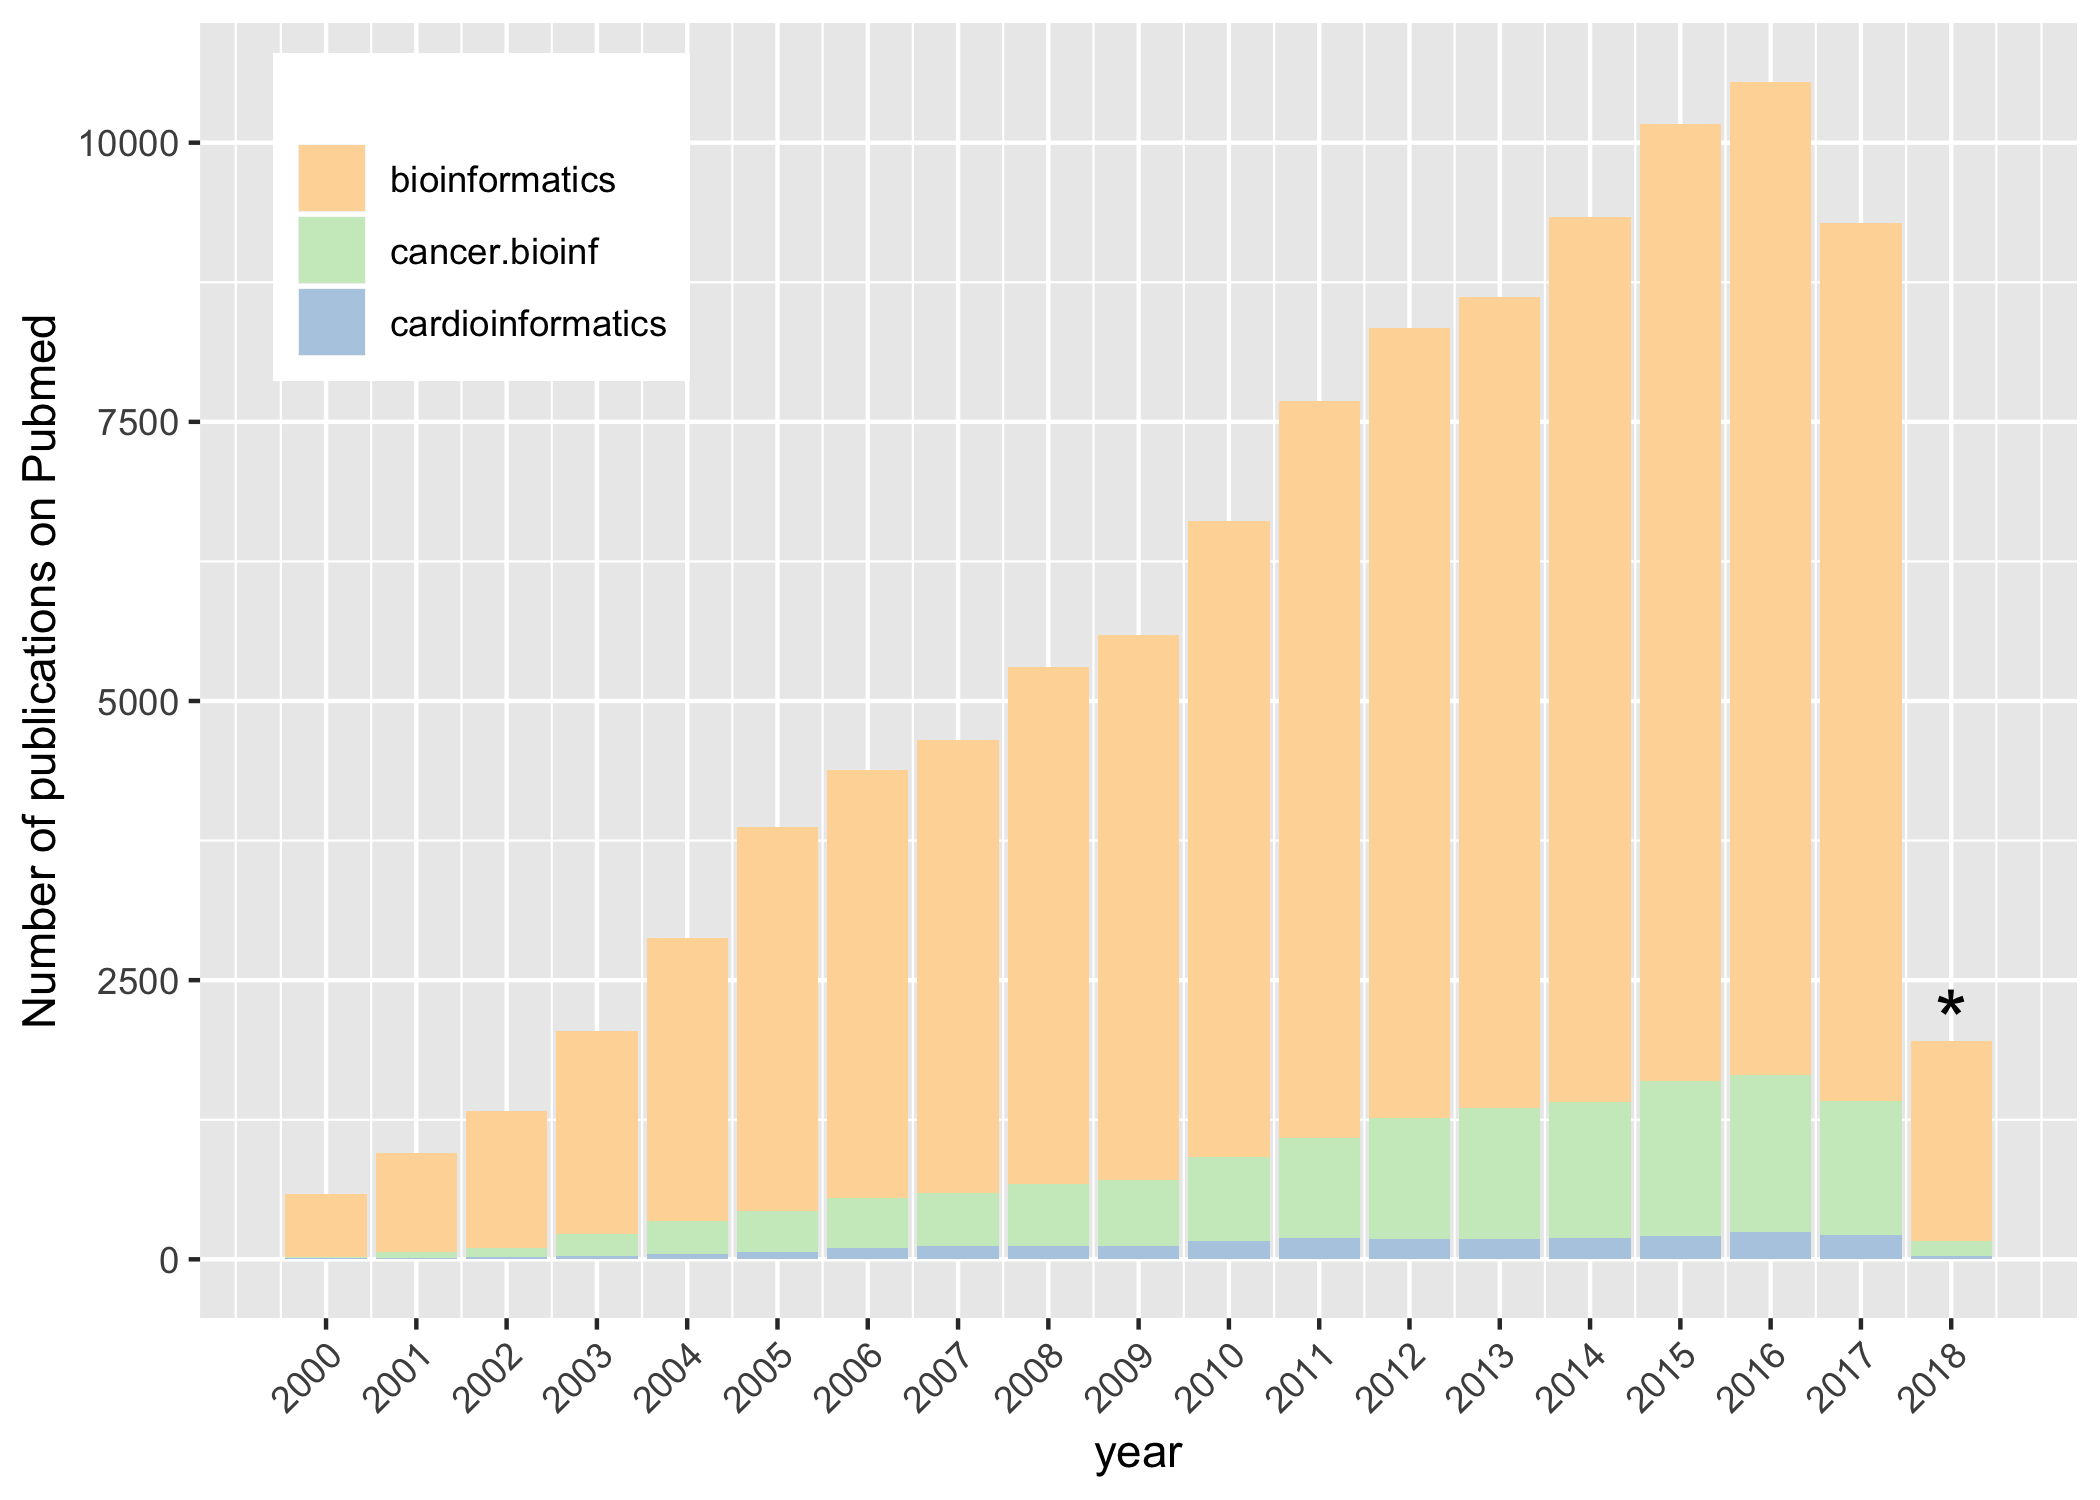 Number of publications on Pubmed
10000
7500
5000
2500
0
bioinformatics
cancer.bioinf
cardioinformatics
*
2000 2001 2002 2003 2004 2005 2006 2007 2008 2009 2010 2011 2012 2013 2014 2015 2016 2017 2018
year